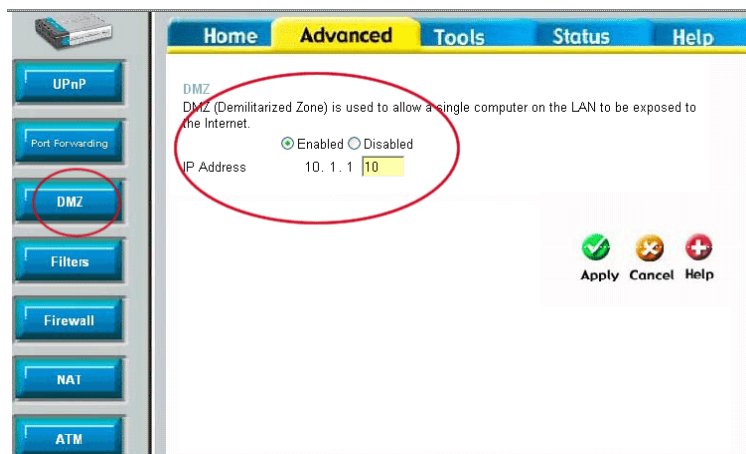 Home Advanced Tools Status Help
UPnP
Port Forwarding
DMZ
Filters
Firewall
NAT
ATM
DMZ
DMZ (Demilitarized Zone) is used to allow a single computer on the LAN to be exposed to
the Internet.
Enabled Disabled
IP Address 10. 1. 1 10
Apply Cancel Help